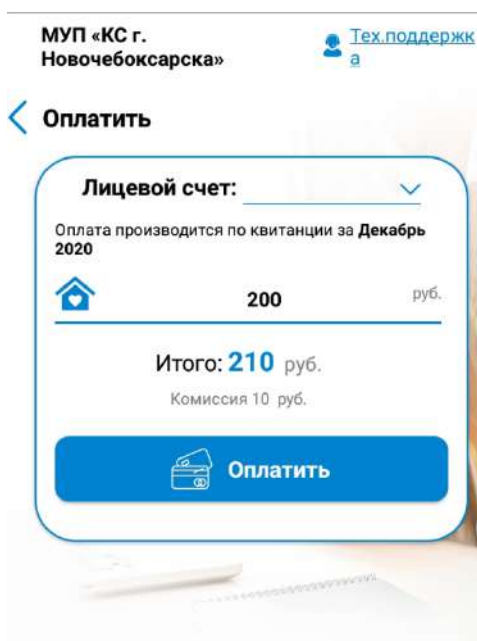 МУП «КС г.
Новочебоксарска»
Тех.поддержк
а
Оплатить
Лицевой счет:
Оплата производится по квитанции за Декабрь
2020
200 руб.
Итого: 210 руб.
Комиссия 10 руб.
Оплатить